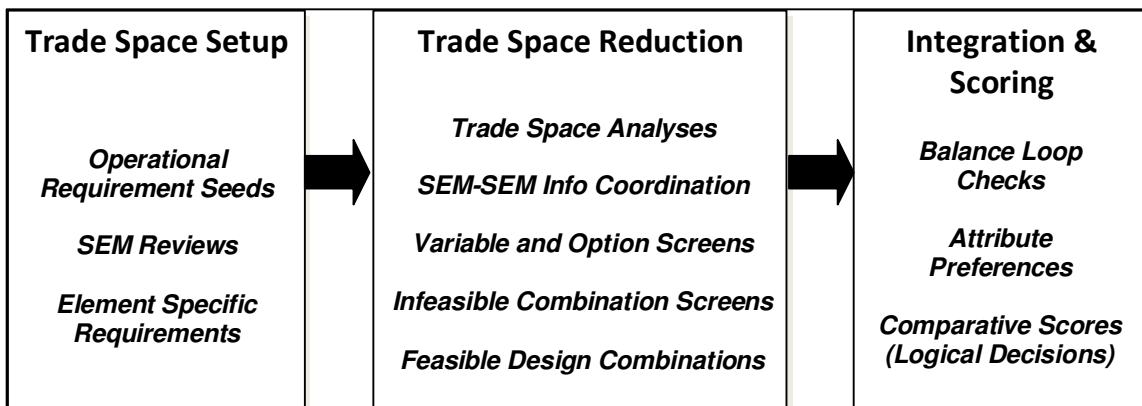 Trade Space Setup
Operational
Requirement Seeds
SEM Reviews
Element Specific
Requirements
Trade Space Reduction
Trade Space Analyses
SEM-SEM Info Coordination
Variable and Option Screens
Infeasible Combination Screens
Feasible Design Combinations
Integration &
Scoring
Balance Loop
Checks
Attribute
Preferences
Comparative Scores
(Logical Decisions)